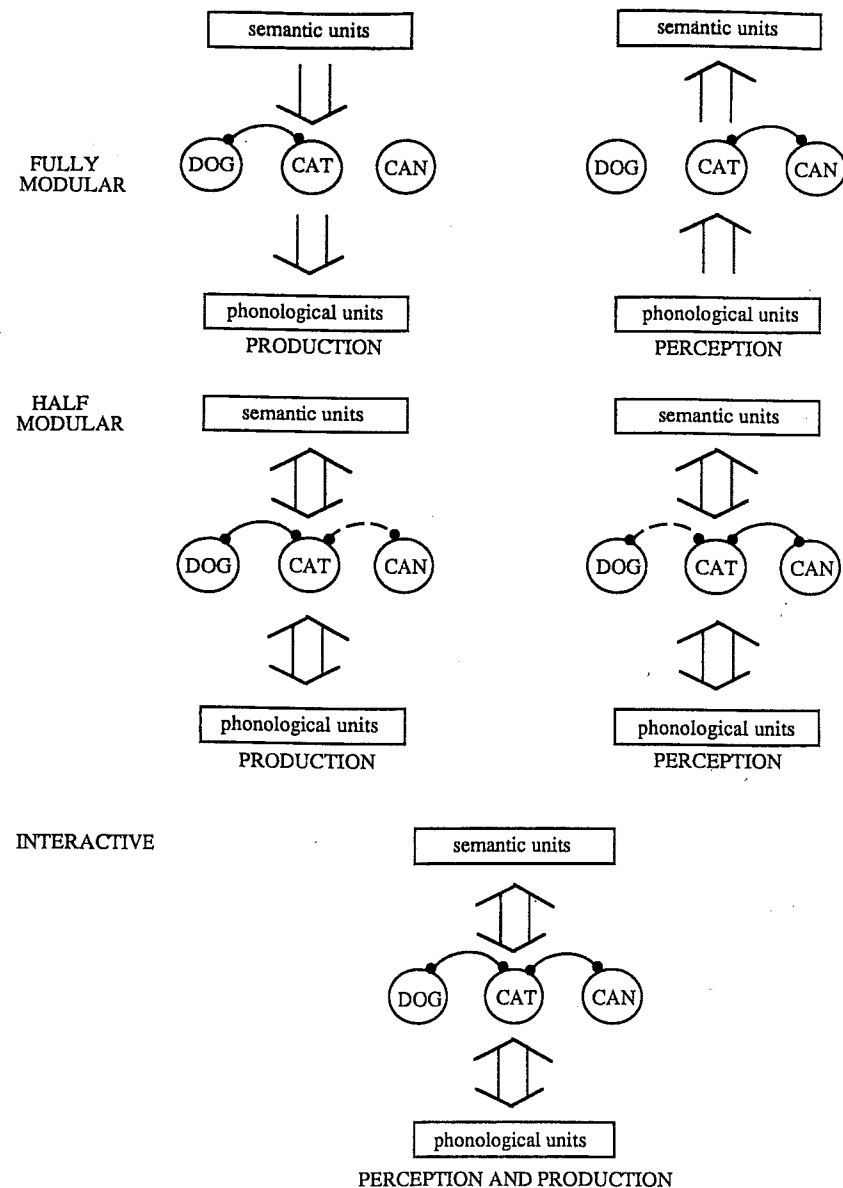 semantic units
semantic units
FULLY
MODULAR
DOG CAT CAN
DOG CAT CAN
phonological units
phonological units
PRODUCTION
PERCEPTION
HALF
MODULAR
semantic units
semantic units
DOG CAT CAN
DOG CAT CAN
phonological units
phonological units
PRODUCTION
PERCEPTION
INTERACTIVE
semantic units
DOG CAT CAN
phonological units
PERCEPTION AND PRODUCTION